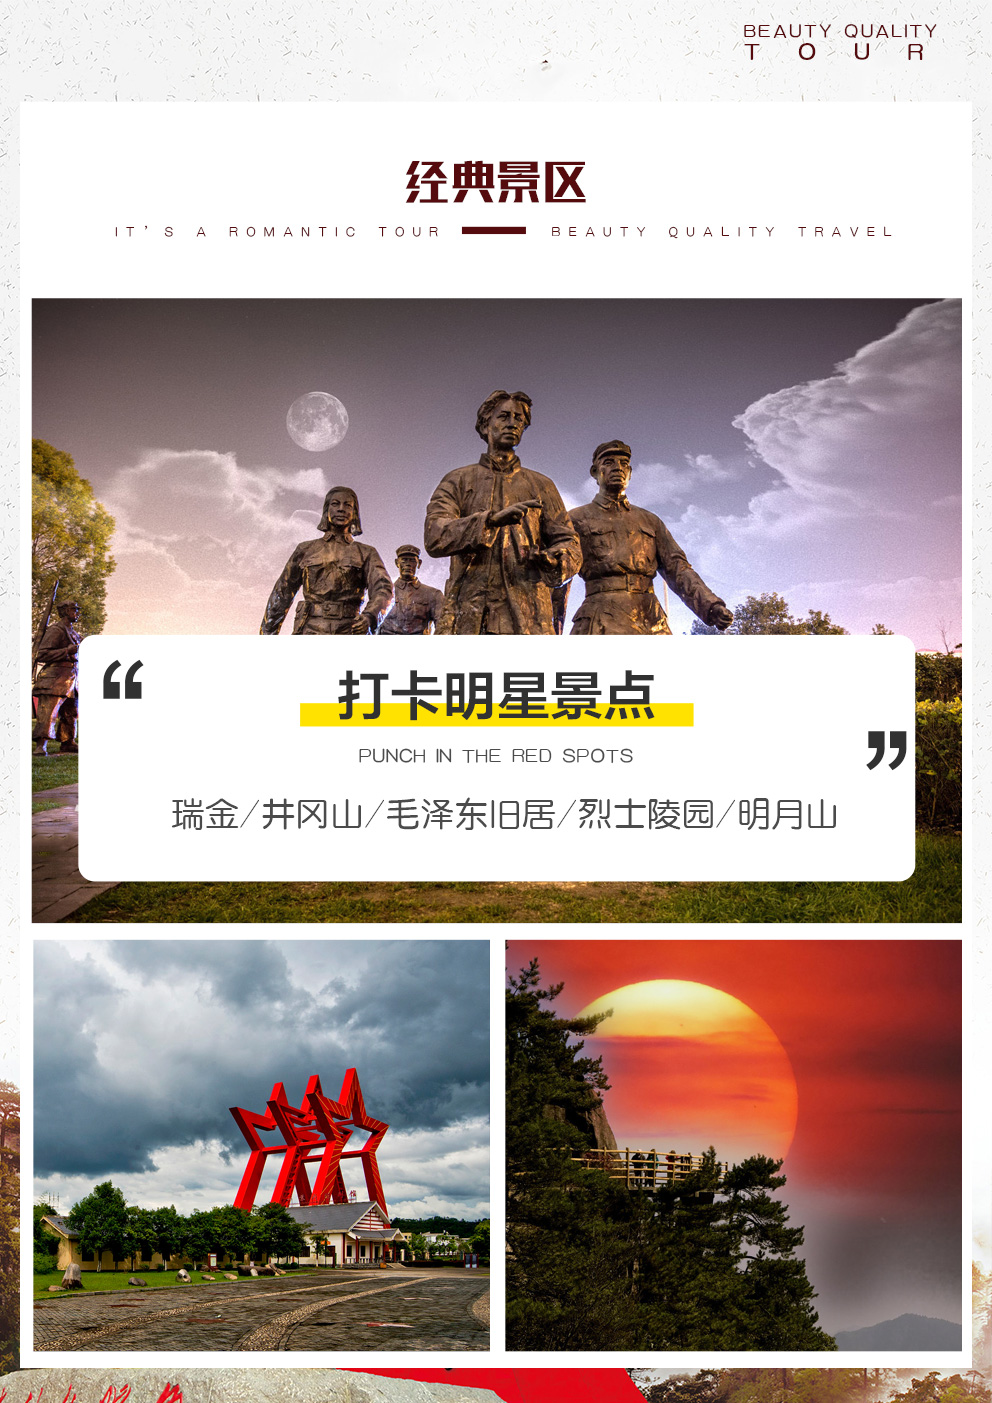 BEAUTY QUALITY
TOUR
经典景区
IT'S A ROMANTIC TOUR BEAUTY QUALITY TRAVEL
“
打卡明星景点
PUNCH IN THE RED SPOTS
”
瑞金/井冈山/毛泽东旧居/烈士陵园/明月山